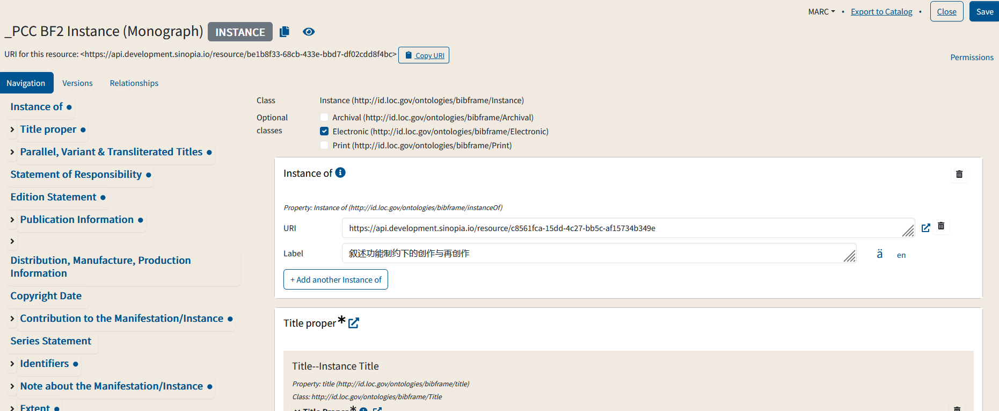 MARC • Export to Catalog • Close Save
_PCC BF2 Instance (Monograph) INSTANCE
URI for this resource: <https://api.development.sinopia.io/resource/be1b8f33-68cb-433e-bbd7-df02cdd8f4bc> Copy URI
Permissions
Navigation Versions Relationships
Instance of
Title proper
Parallel, Variant & Transliterated Titles
Statement of Responsibility
Edition Statement
Publication Information
Distribution, Manufacture, Production
Information
Copyright Date
Contribution to the Manifestation/Instance
Series Statement
Identifiers
Note about the Manifestation/Instance
Extent
Class Instance (http://id.loc.gov/ontologies/bibframe/Instance)
Optional
classes
Archival (http://id.loc.gov/ontologies/bibframe/Archival)
Electronic (http://id.loc.gov/ontologies/bibframe/Electronic)
Print (http://id.loc.gov/ontologies/bibframe/Print)
Instance of
Property: Instance of (http://id.loc.gov/ontologies/bibframe/instanceOf)
URI https://api.development.sinopia.io/resource/c8561fca-15dd-4c27-bb5c-af15734b349e
Label 叙述功能制约下的创作与再创作 ä en
+ Add another Instance of
Title proper*
Title--Instance Title
Property: title (http://id.loc.gov/ontologies/bibframe/title)
Class: http://id.loc.gov/ontologies/bibframe/Title
Title Proper*